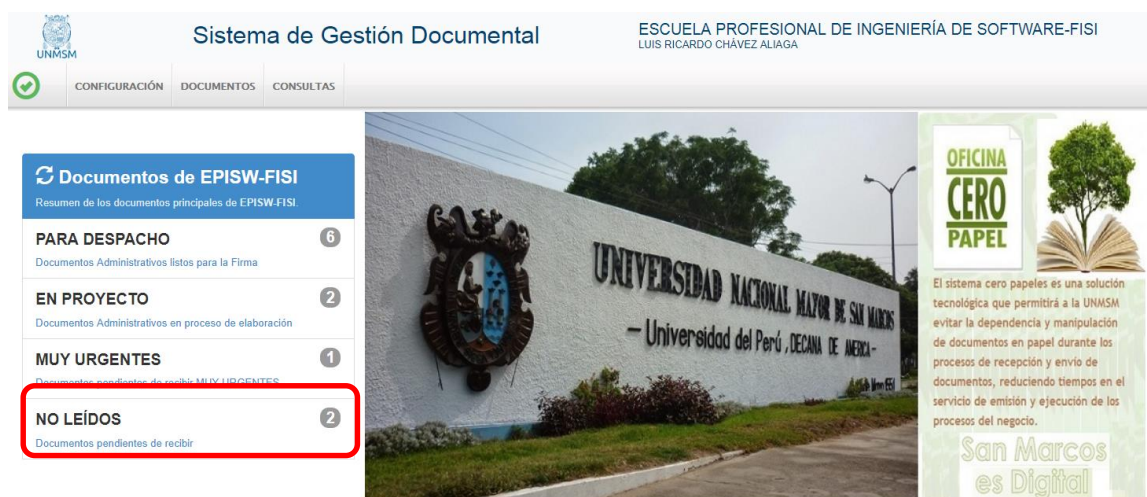 UNMSM
Sistema de Gestión Documental
ESCUELA PROFESIONAL DE INGENIERÍA DE SOFTWARE-FISI
LUIS RICARDO CHÁVEZ ALIAGA
CONFIGURACIÓN DOCUMENTOS CONSULTAS
Documentos de EPISW-FISI
Resumen de los documentos principales de EPISW-FISI.
PARA DESPACHO 6
Documentos Administrativos listos para la Firma
EN PROYECTO 2
Documentos Administrativos en proceso de elaboración
MUY URGENTES 1
Documentos pendientes de recibir MUY URGENTES
NO LEÍDOS 2
Documentos pendientes de recibir
UNIVERSIDAD NACIONAL MAYOR DE SAN MARCOS
- Universidad del Perú, DECANA DE AMERICA -
OFICINA
CERO
PAPEL
El sistema cero papeles es una solución
tecnológica que permitirá a la UNMSM
evitar la dependencia y manipulación
de documentos en papel durante los
procesos de recepción y envío de
documentos, reduciendo tiempos en el
servicio de emisión y ejecución de los
procesos del negocio.
San Marcos
es Digital